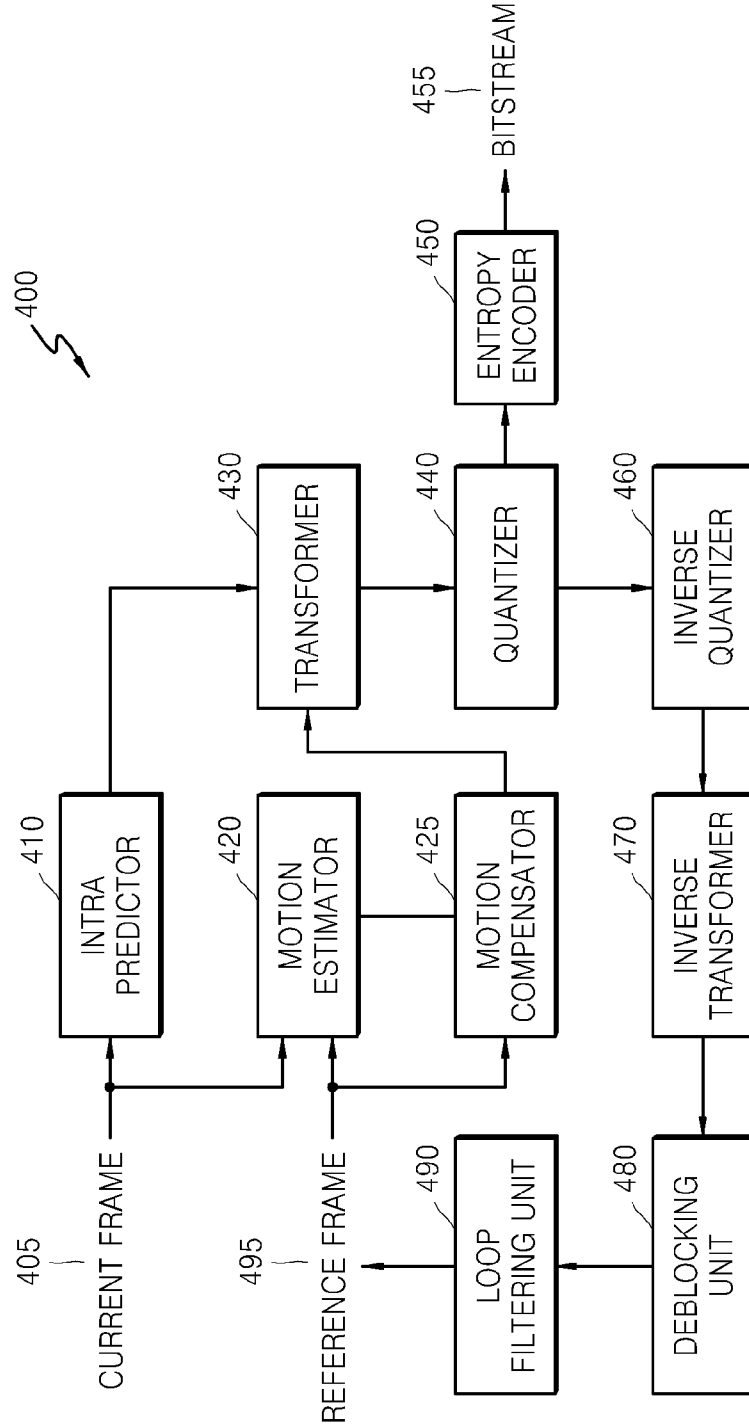 400
405
CURRENT FRAME
410
INTRA
PREDICTOR
495
REFERENCE FRAME
420
MOTION
ESTIMATOR
425
MOTION
COMPENSATOR
430
TRANSFORMER
440
QUANTIZER
450
ENTROPY
ENCODER
455
BITSTREAM
460
INVERSE
QUANTIZER
470
INVERSE
TRANSFORMER
480
DEBLOCKING
UNIT
490
LOOP
FILTERING UNIT